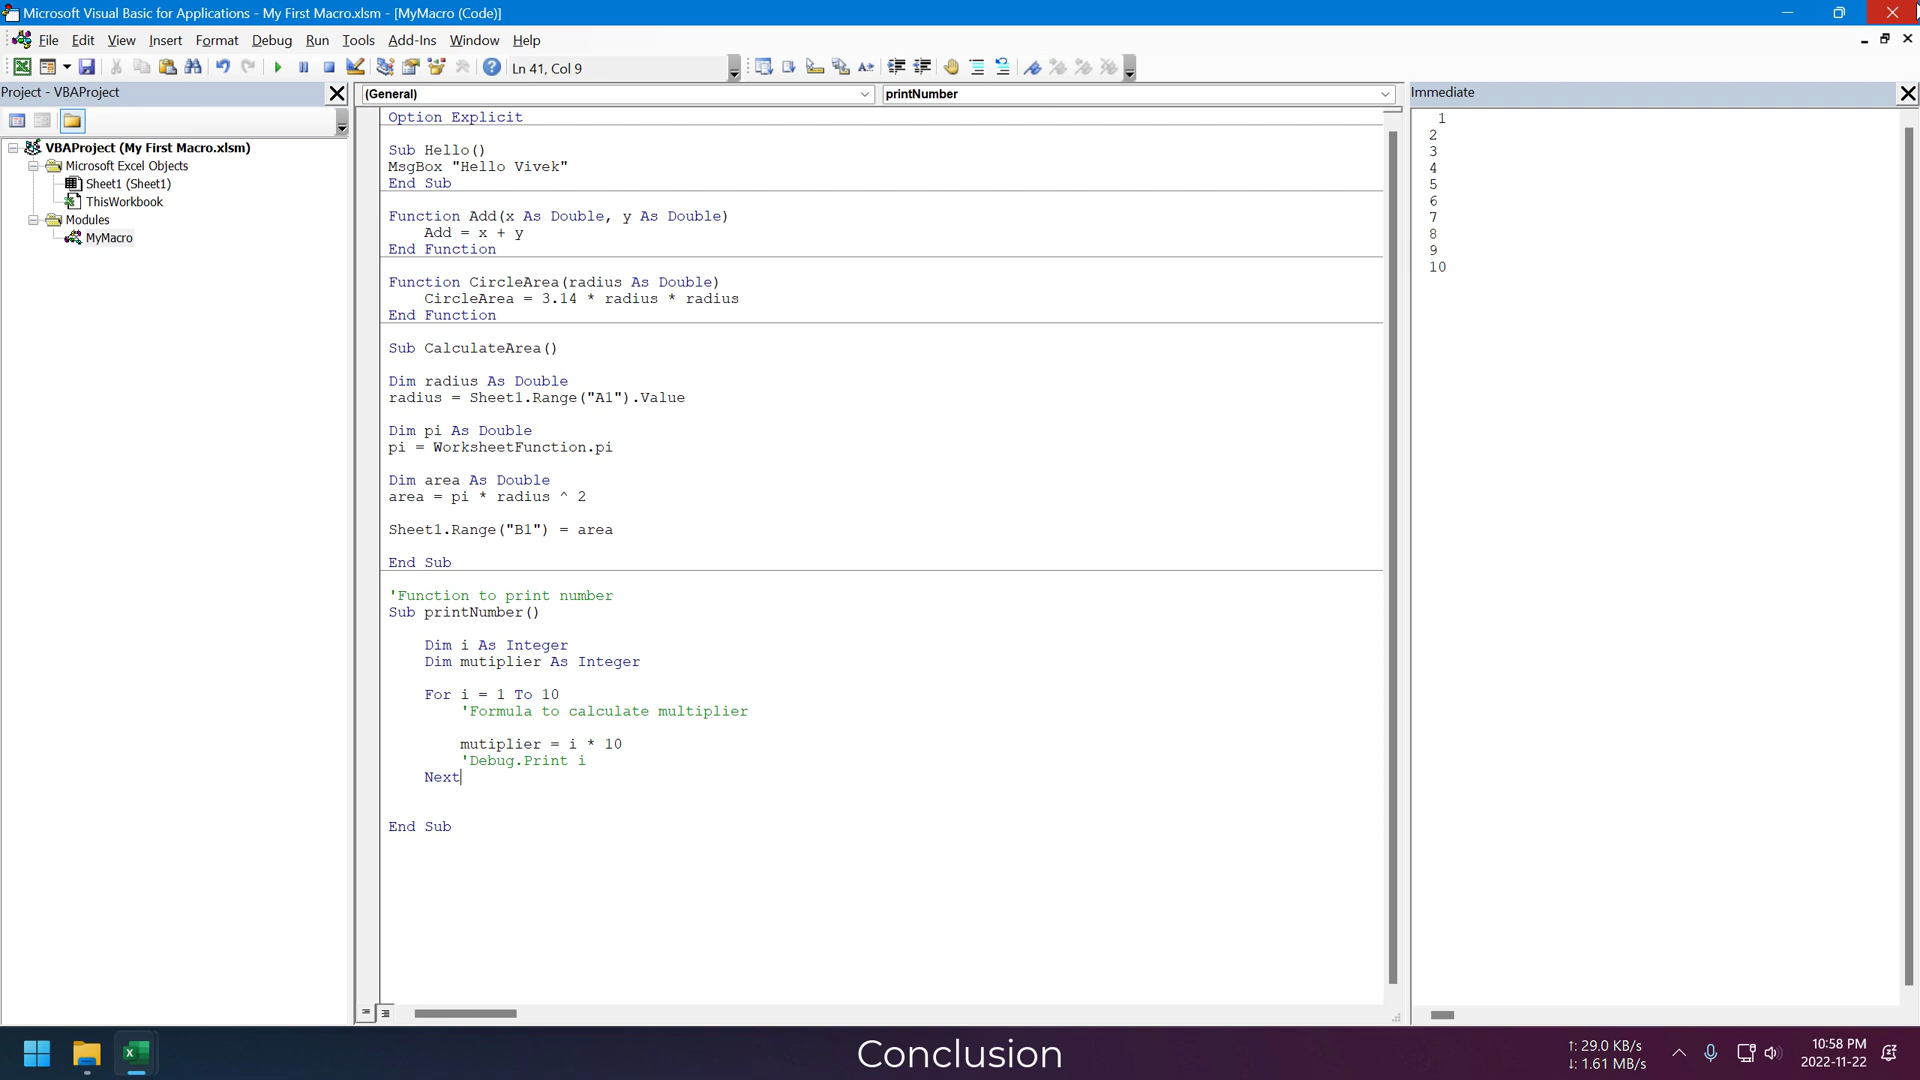 Microsoft Visual Basic for Applications - My First Macro.xlsm - [MyMacro (Code)]
File Edit View Insert Format Debug Run Tools Add-Ins Window Help
Ln 41, Col 9
Project - VBAProject
(General)
printNumber
Immediate
VBAProject (My First Macro.xlsm)
Microsoft Excel Objects
Sheet1 (Sheet1)
ThisWorkbook
Modules
MyMacro
Option Explicit
Sub Hello()
MsgBox "Hello Vivek"
End Sub
Function Add(x As Double, y As Double)
Add = x + y
End Function
Function CircleArea(radius As Double)
CircleArea = 3.14 * radius * radius
End Function
Sub CalculateArea()
Dim radius As Double
radius = Sheet1.Range("A1").Value
Dim pi As Double
pi = WorksheetFunction.pi
Dim area As Double
area = pi * radius ^ 2
Sheet1.Range("B1") = area
End Sub
'Function to print number
Sub printNumber()
Dim i As Integer
Dim mutiplier As Integer
For i = 1 To 10
'Formula to calculate multiplier
mutiplier = i * 10
'Debug.Print i
Next
End Sub
1
2
3
4
5
6
7
8
9
10
Conclusion
↑: 29.0 KB/s
↓: 1.61 MB/s
10:58 PM
2022-11-22